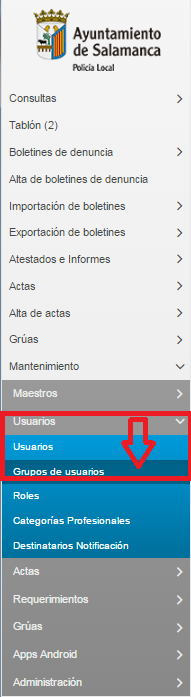 Ayuntamiento
de Salamanca
Policía Local
Consultas
Tablón (2)
Boletines de denuncia
Alta de boletines de denuncia
Importación de boletines
Exportación de boletines
Atestados e Informes
Actas
Alta de actas
Grúas
Mantenimiento
Maestros
Usuarios
Usuarios
Grupos de usuarios
Roles
Categorías Profesionales
Destinatarios Notificación
Actas
Requerimientos
Grúas
Apps Android
Administración